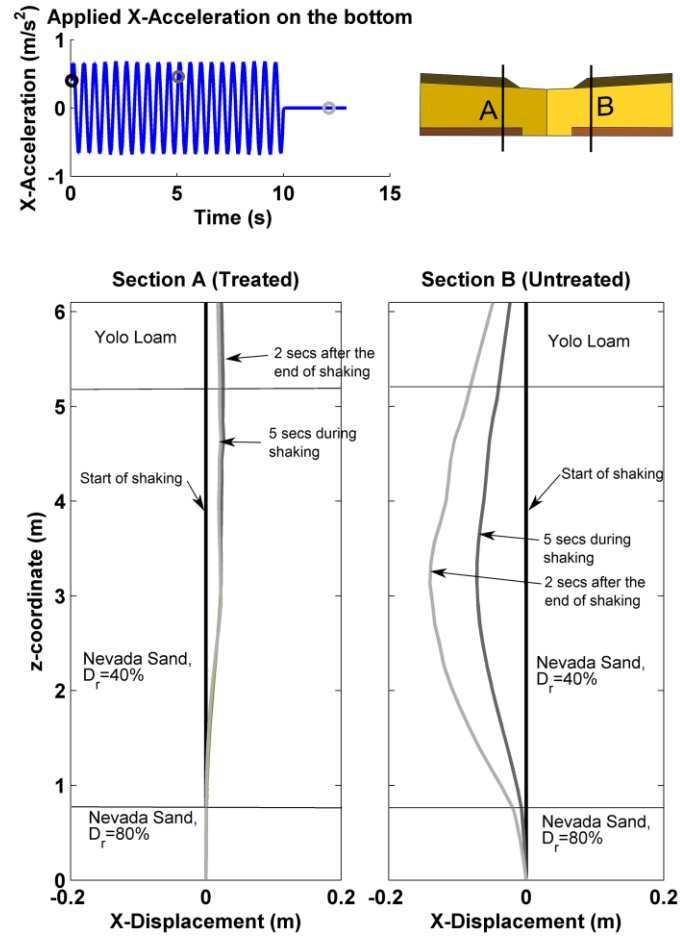 Applied X-Acceleration on the bottom
X-Acceleration (m/s²)
1
0
-1
0
5
10
15
Time (s)
A
B
Section A (Treated)
6
5
4
3
2
1
0
z-coordinate (m)
Yolo Loam
2 secs after the
end of shaking
5 secs during
shaking
Start of shaking
Nevada Sand,
D_r=40%
Nevada Sand,
D_r=80%
-0.2
0
0.2
X-Displacement (m)
Section B (Untreated)
Yolo Loam
Start of shaking
5 secs during
shaking
2 secs after the
end of shaking
Nevada Sand,
D_r=40%
Nevada Sand,
D_r=80%
-0.2
0
0.2
X-Displacement (m)